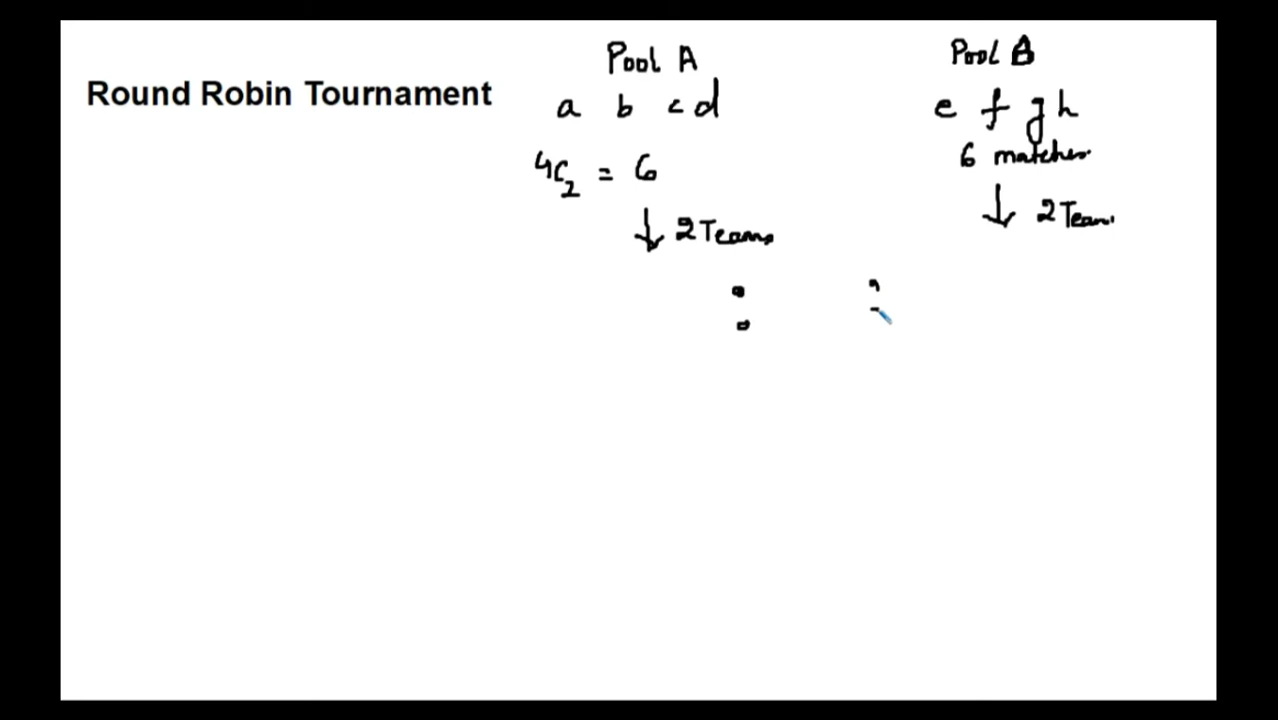 Round Robin Tournament
Pool A
a b c d
4C2 = 6
2 Teams
Pool B
e f g h
6 matches
2 Team